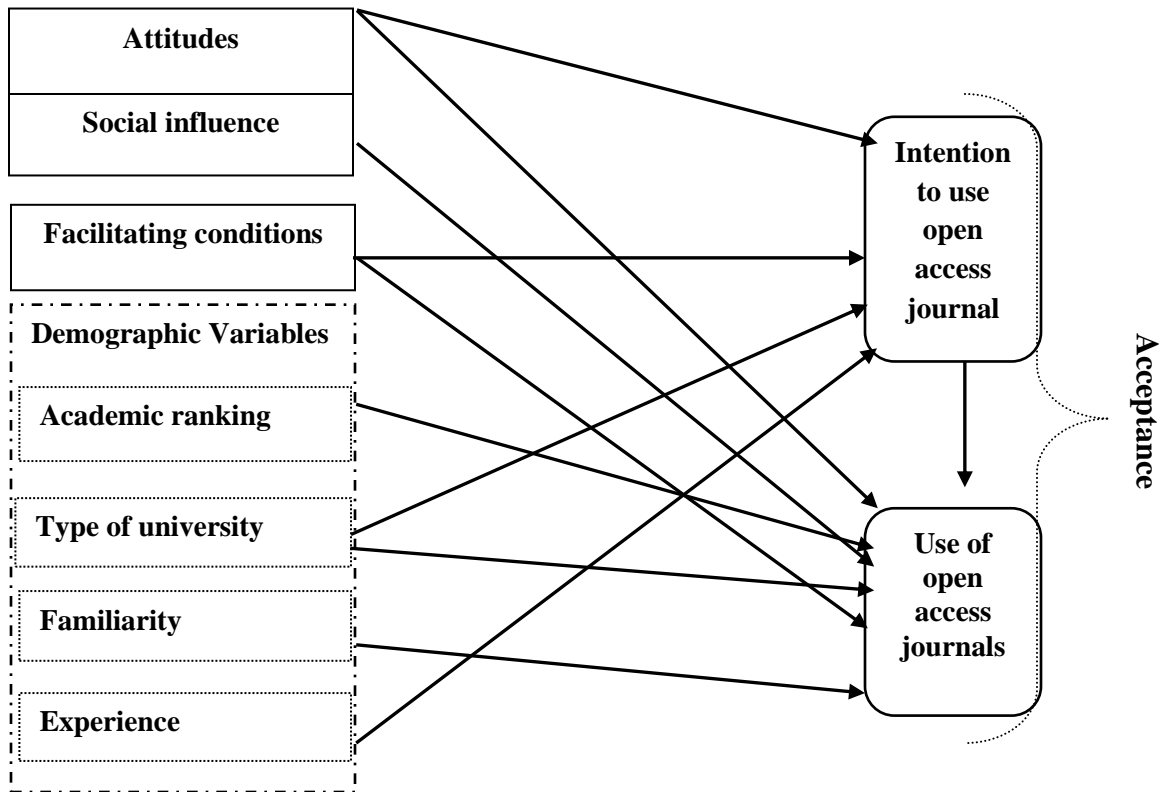 Attitudes
Social influence
Facilitating conditions
Demographic Variables
Academic ranking
Type of university
Familiarity
Experience
Intention
to use
open
access
journal
Use of
open
access
journals
Acceptance